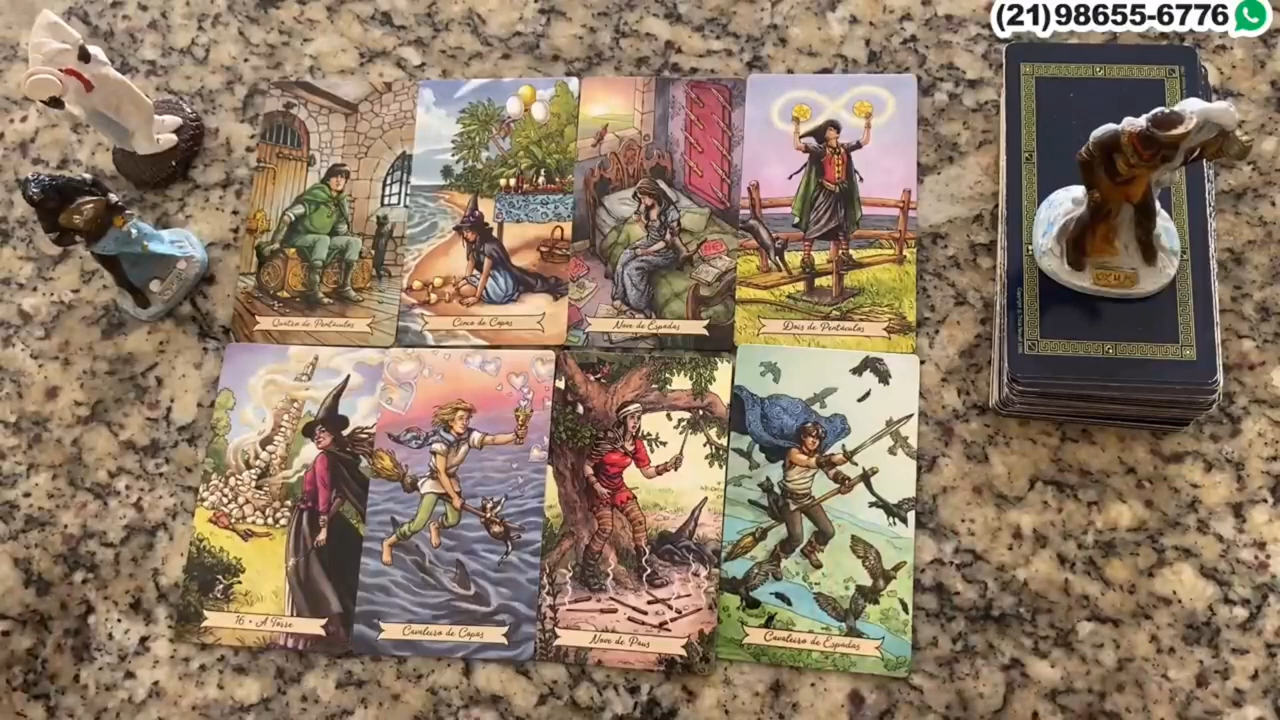 (21)98655-6776
Quatro de Pentáculos
Cinco de Copas
Nove de Espadas
Dois de Pentáculos
16 • A Torre
Cavaleiro de Copas
Nove de Paus
Cavaleiro de Espadas